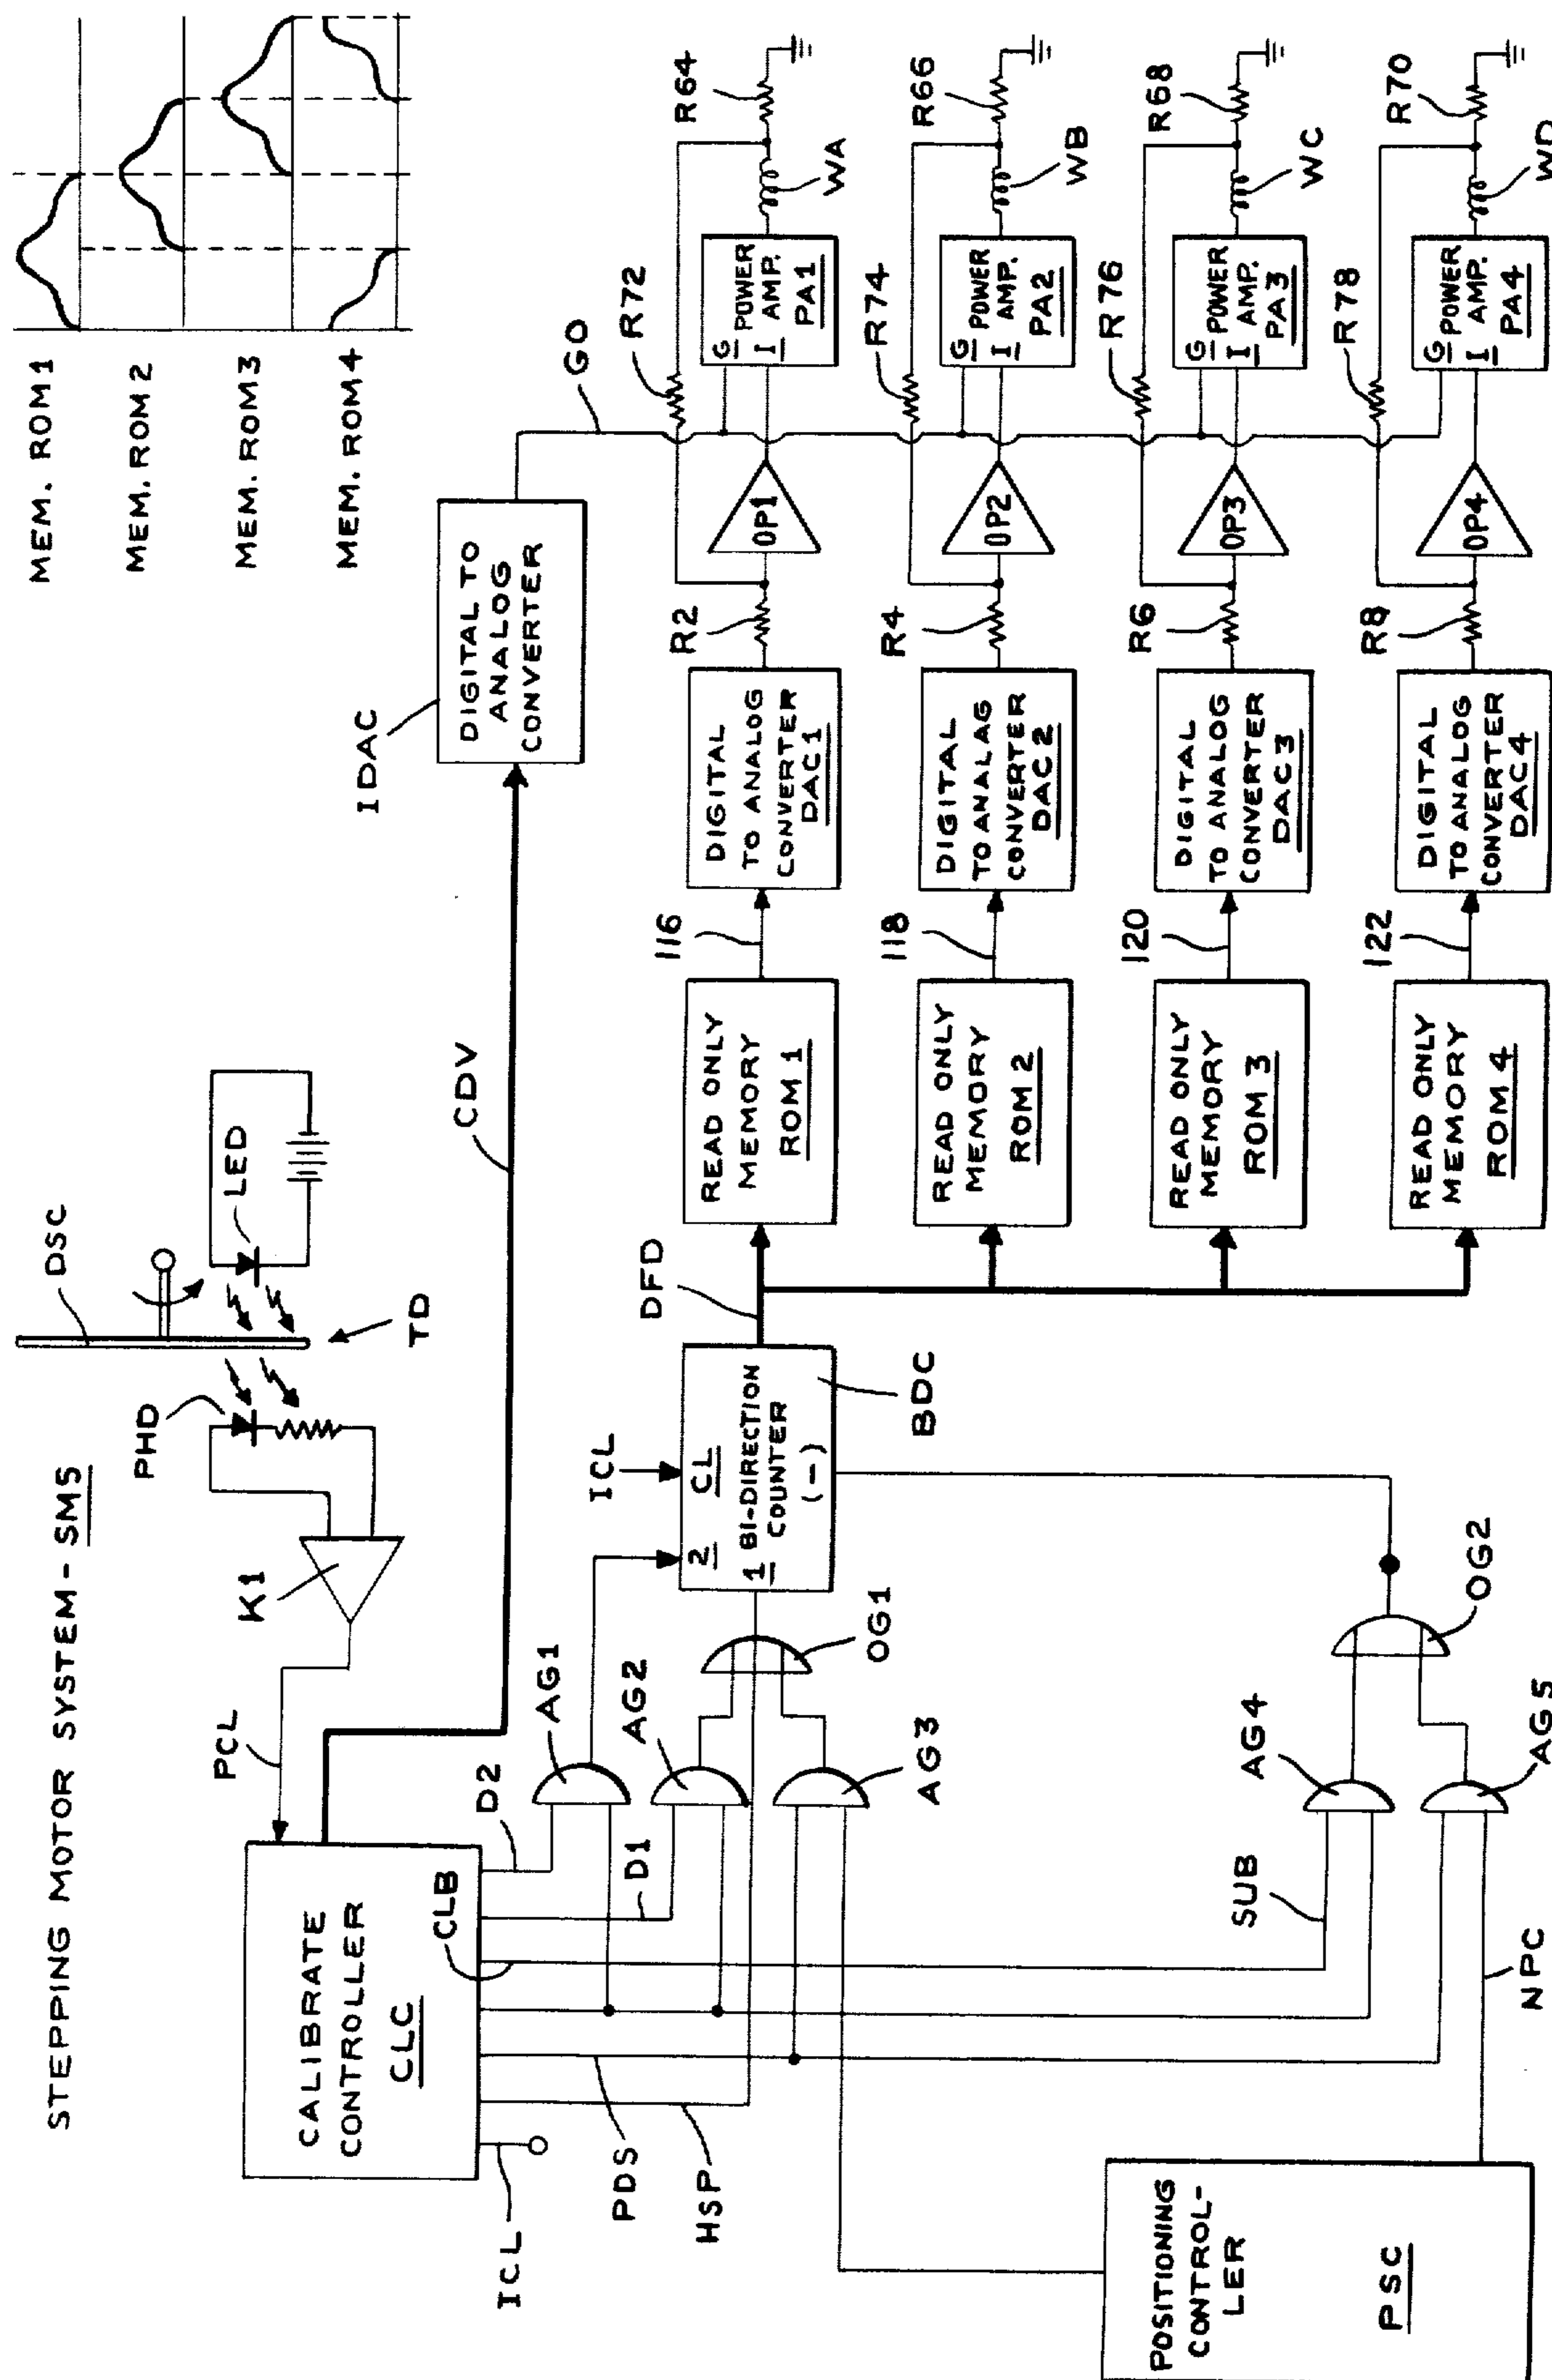 STEPPING MOTOR SYSTEM-SMS
MEM. ROM 1
MEM. ROM 2
MEM. ROM 3
MEM. ROM 4
PHD
DSC
LED
TD
K1
PCL
CALIBRATE
CONTROLLER
CLC
CLB
ICL
PDS
HSP
D2
D1
AG1
AG2
AG3
OG1
SUB
AG4
AG5
OG2
NPC
POSITIONING
CONTROL-
LER
PSC
ICL
2
CL
1 BI-DIRECTION
COUNTER
(-)
BDC
DFD
CDV
IDAC
DIGITAL TO
ANALOG
CONVERTER
GO
READ ONLY
MEMORY
ROM 1
116
DIGITAL
TO ANALOG
CONVERTER
DAC1
R2
OP1
R72
G POWER
I AMP.
PA1
WA
R64
READ ONLY
MEMORY
ROM 2
118
DIGITAL
TO ANALAG
CONVERTER
DAC2
R4
OP2
R74
G POWER
I AMP.
PA2
WB
R66
READ ONLY
MEMORY
ROM 3
120
DIGITAL
TO ANALOG
CONVERTER
DAC3
R6
OP3
R76
G POWER
I AMP.
PA3
WC
R68
READ ONLY
MEMORY
ROM 4
122
DIGITAL
TO ANALOG
CONVERTER
DAC4
R8
OP4
R78
G POWER
I AMP.
PA4
WD
R70